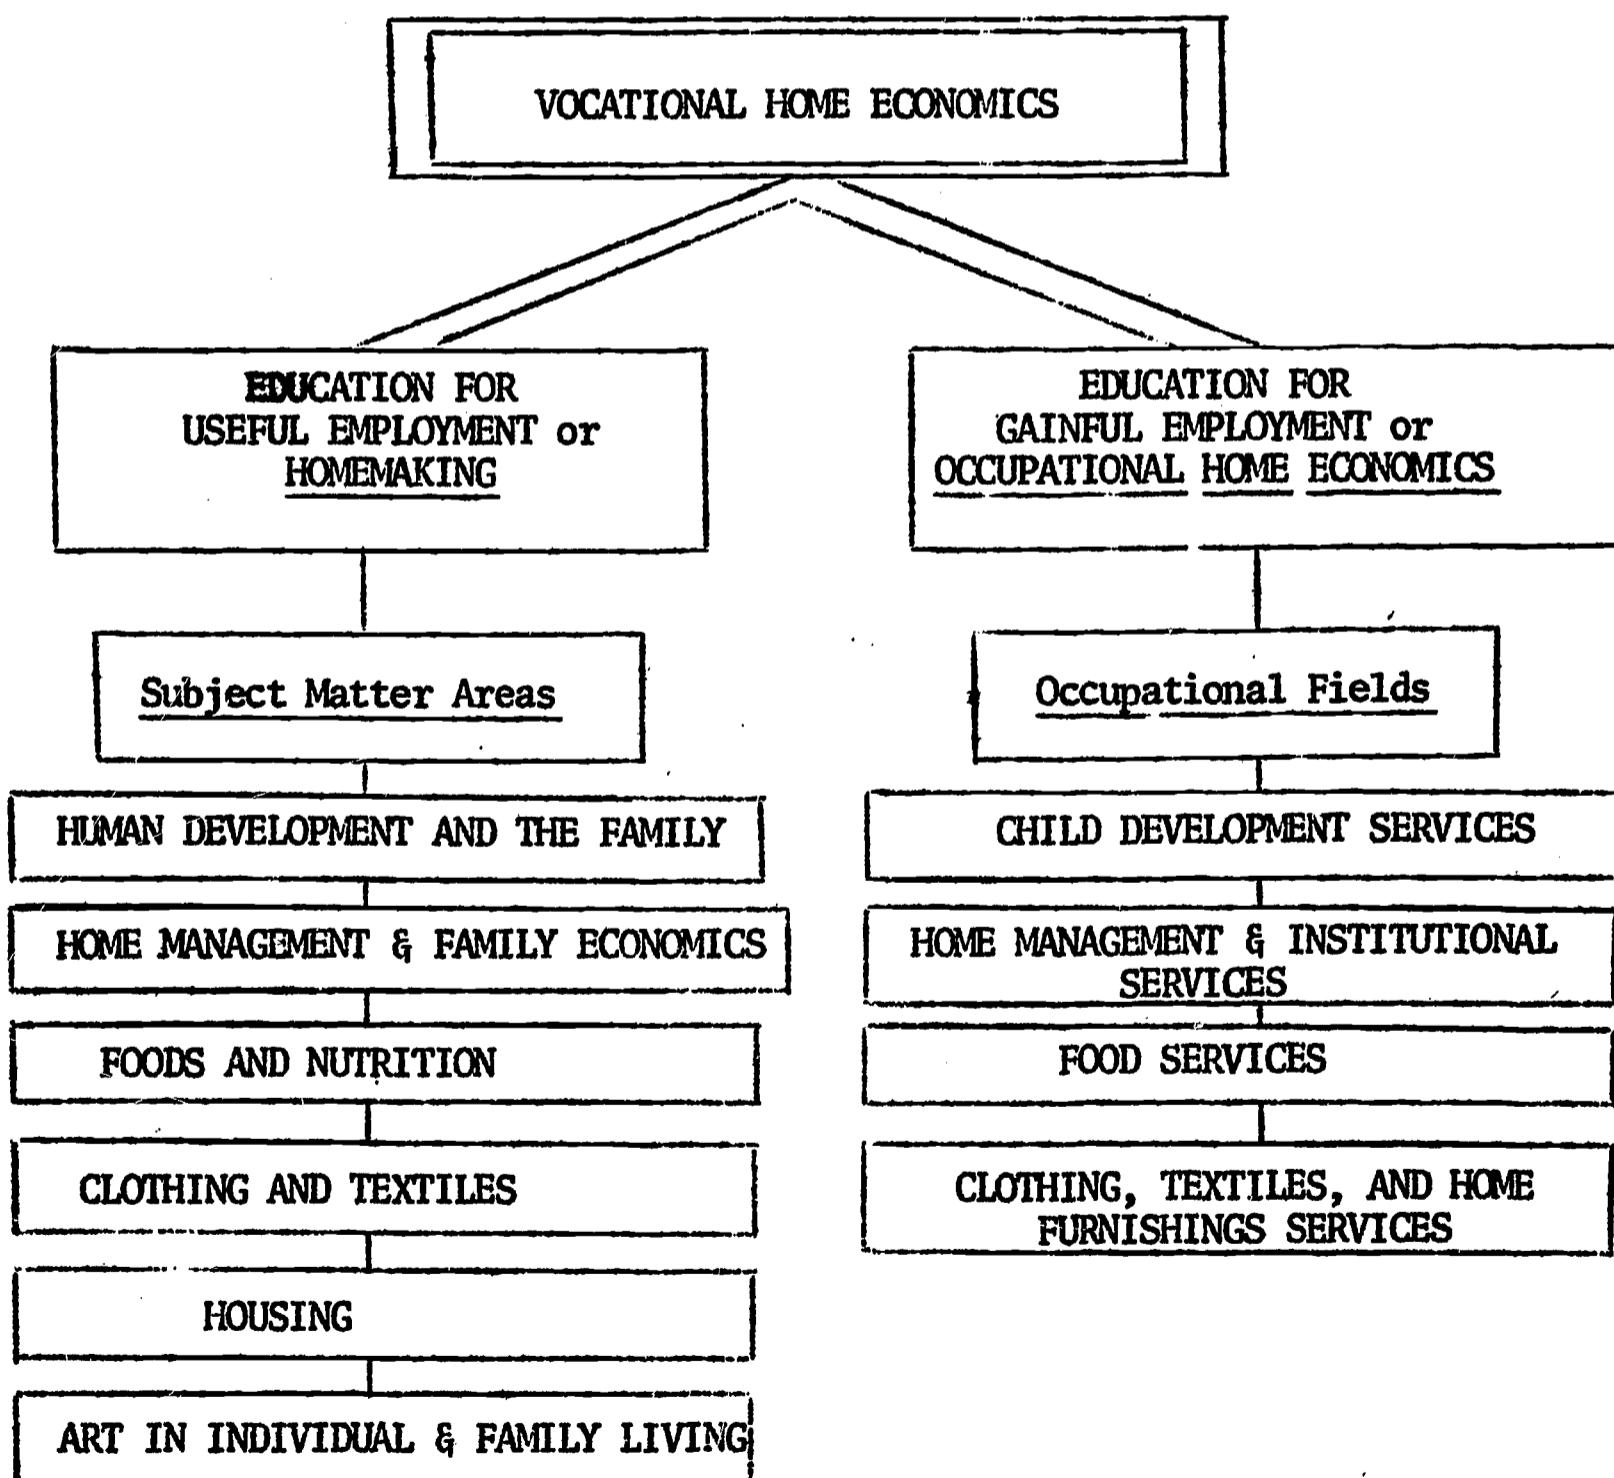 VOCATIONAL HOME ECONOMICS
EDUCATION FOR
USEFUL EMPLOYMENT or
HOMEMAKING
EDUCATION FOR
GAINFUL EMPLOYMENT or
OCCUPATIONAL HOME ECONOMICS
Subject Matter Areas
Occupational Fields
HUMAN DEVELOPMENT AND THE FAMILY
HOME MANAGEMENT & FAMILY ECONOMICS
FOODS AND NUTRITION
CLOTHING AND TEXTILES
HOUSING
ART IN INDIVIDUAL & FAMILY LIVING
CHILD DEVELOPMENT SERVICES
HOME MANAGEMENT & INSTITUTIONAL
SERVICES
FOOD SERVICES
CLOTHING, TEXTILES, AND HOME
FURNISHINGS SERVICES